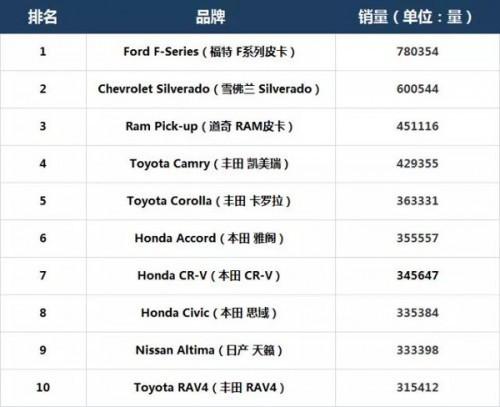 排名 品牌 销量（单位：量）
1 Ford F-Series（福特 F系列皮卡） 780354
2 Chevrolet Silverado（雪佛兰 Silverado） 600544
3 Ram Pick-up（道奇 RAM皮卡） 451116
4 Toyota Camry（丰田 凯美瑞） 429355
5 Toyota Corolla（丰田 卡罗拉） 363331
6 Honda Accord（本田 雅阁） 355557
7 Honda CR-V（本田 CR-V） 345647
8 Honda Civic（本田 思域） 335384
9 Nissan Altima（日产 天籁） 333398
10 Toyota RAV4（丰田 RAV4） 315412